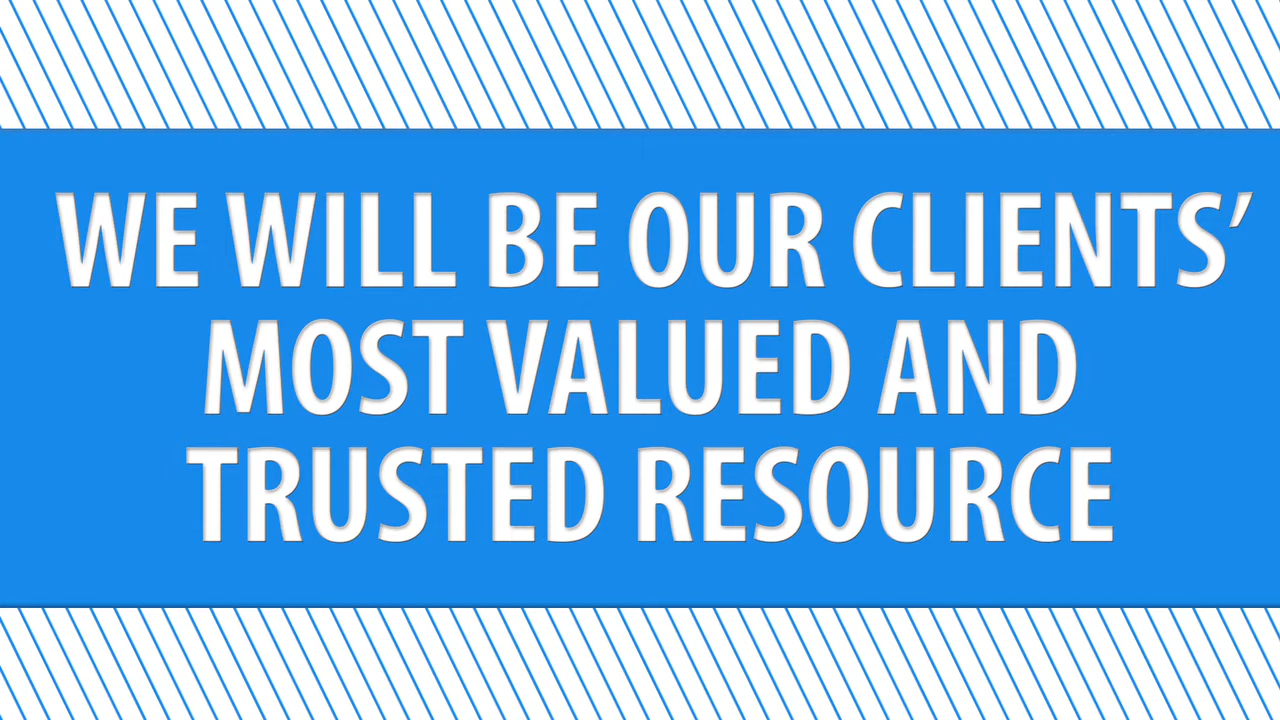 WE WILL BE OUR CLIENTS’
MOST VALUED AND
TRUSTED RESOURCE